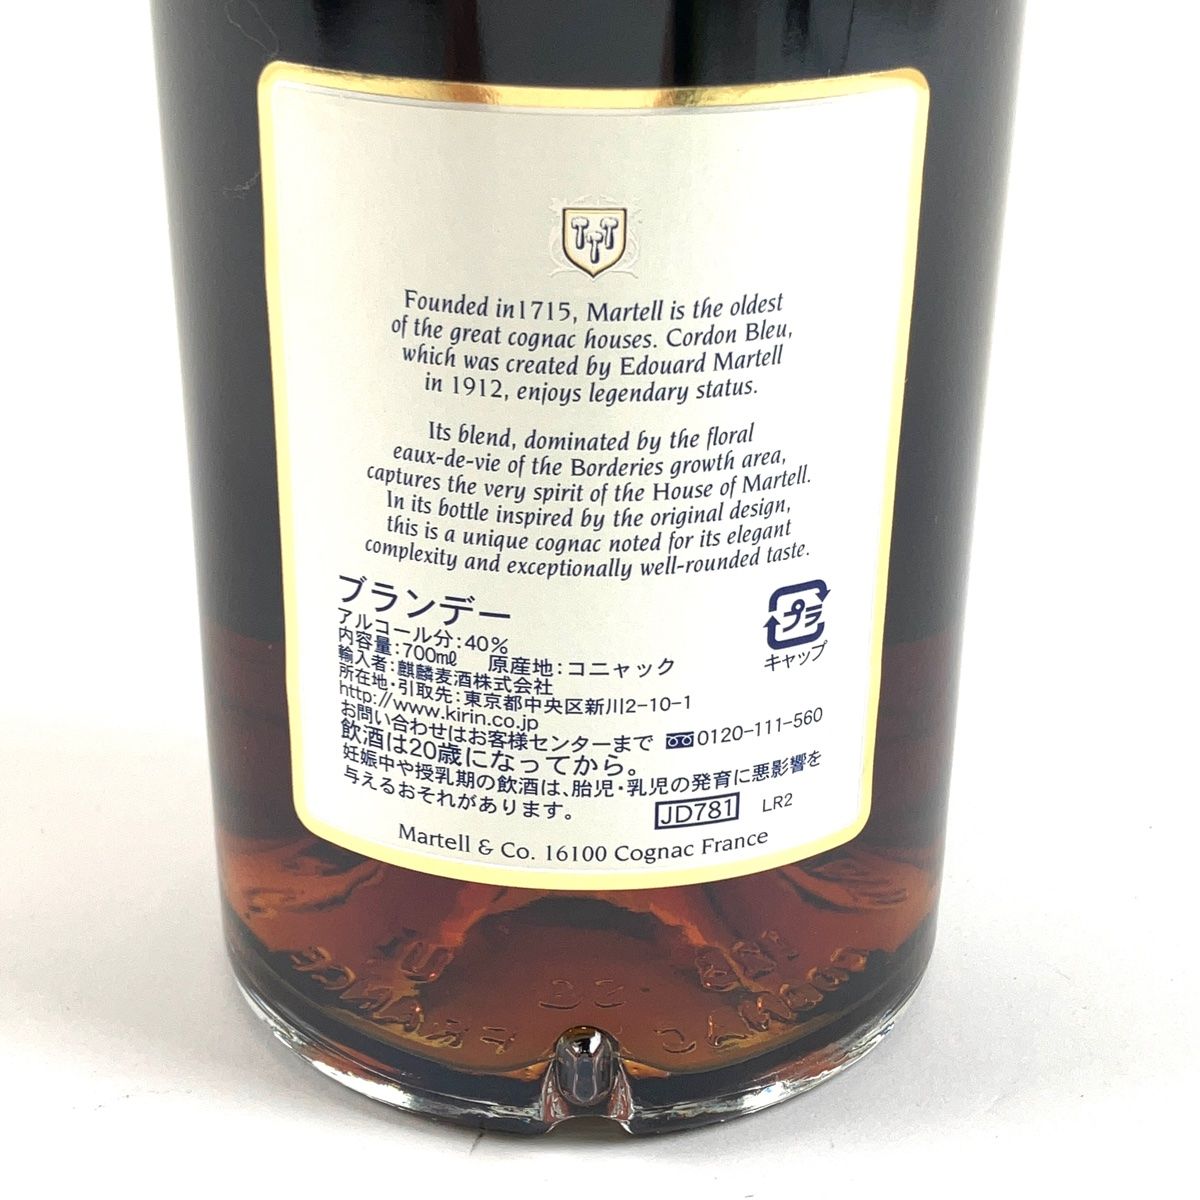 Founded in1715, Martell is the oldest
of the great cognac houses. Cordon Bleu,
which was created by Edouard Martell
in 1912, enjoys legendary status.
Its blend, dominated by the floral
eaux-de-vie of the Borderies growth area,
captures the very spirit of the House of Martell.
In its bottle inspired by the original design,
this is a unique cognac noted for its elegant
complexity and exceptionally well-rounded taste.
ブランデー
アルコール分:40%
内容量:700mℓ 原産地:コニャック
輸入者:麒麟麦酒株式会社
所在地・引取先:東京都中央区新川2-10-1
http://www.kirin.co.jp
お問い合わせはお客様センターまで 0120-111-560
飲酒は20歳になってから。
妊娠中や授乳期の飲酒は、胎児・乳児の発育に悪影響を
与えるおそれがあります。
プラ
キャップ
JD781 LR2
Martell & Co. 16100 Cognac France